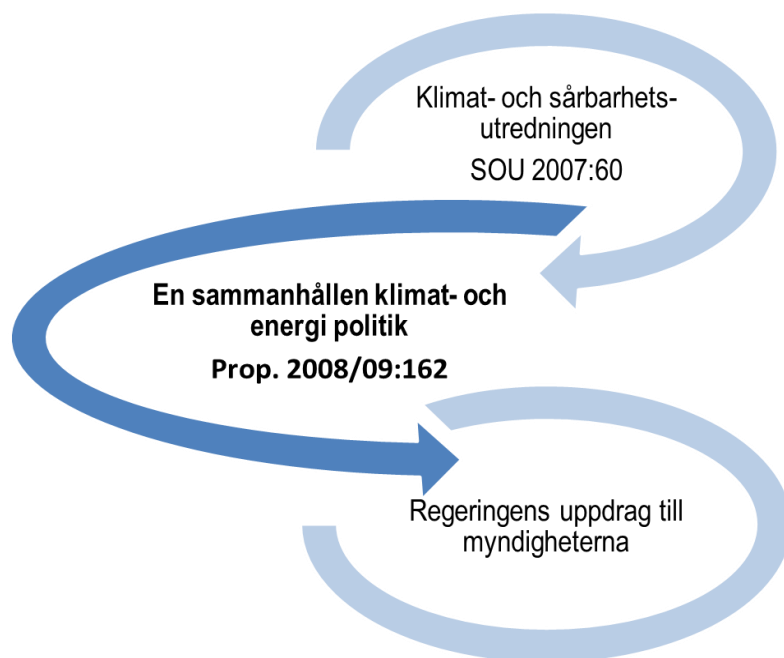 Klimat- och sårbarhets-
utredningen
SOU 2007:60
En sammanhållen klimat- och
energi politik
Prop. 2008/09:162
Regeringens uppdrag till
myndigheterna